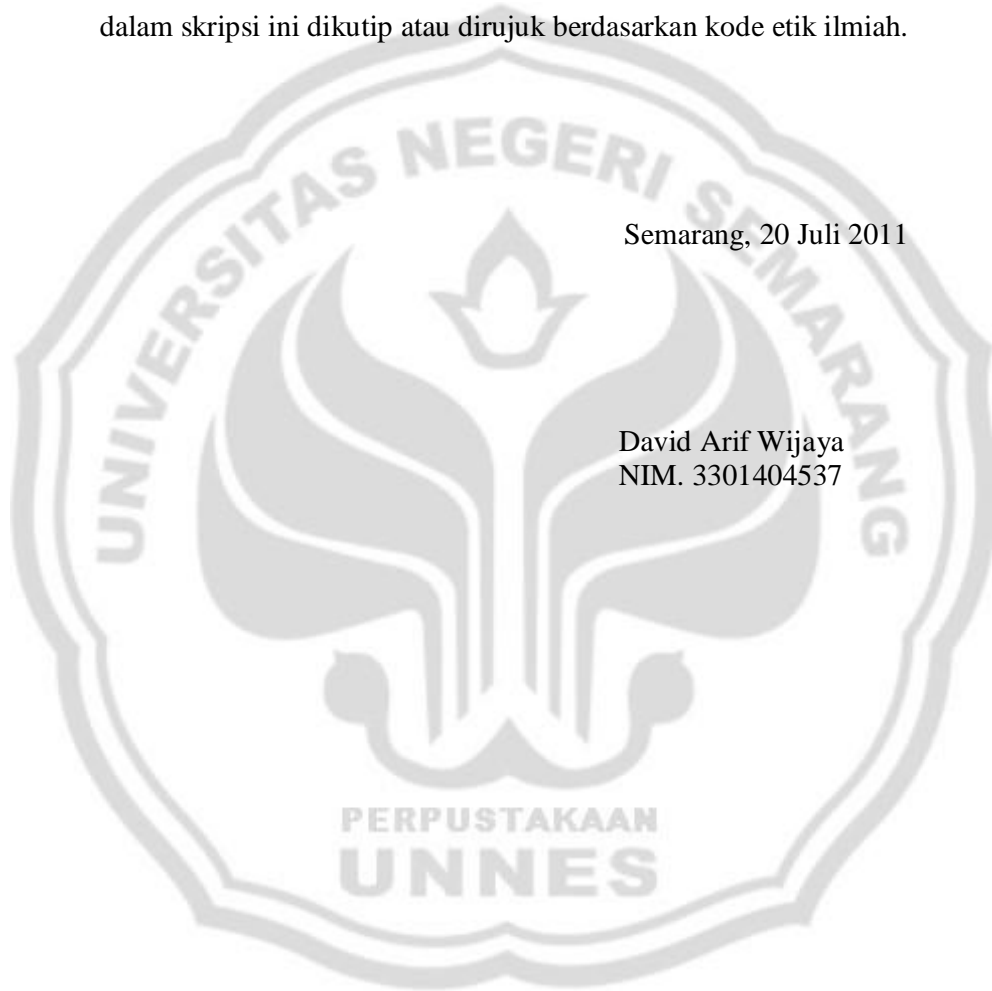 dalam skripsi ini dikutip atau dirujuk berdasarkan kode etik ilmiah.
UNIVERSITAS NEGERI SEMARANG
Semarang, 20 Juli 2011
David Arif Wijaya
NIM. 3301404537
PERPUSTAKAAN
UNNES